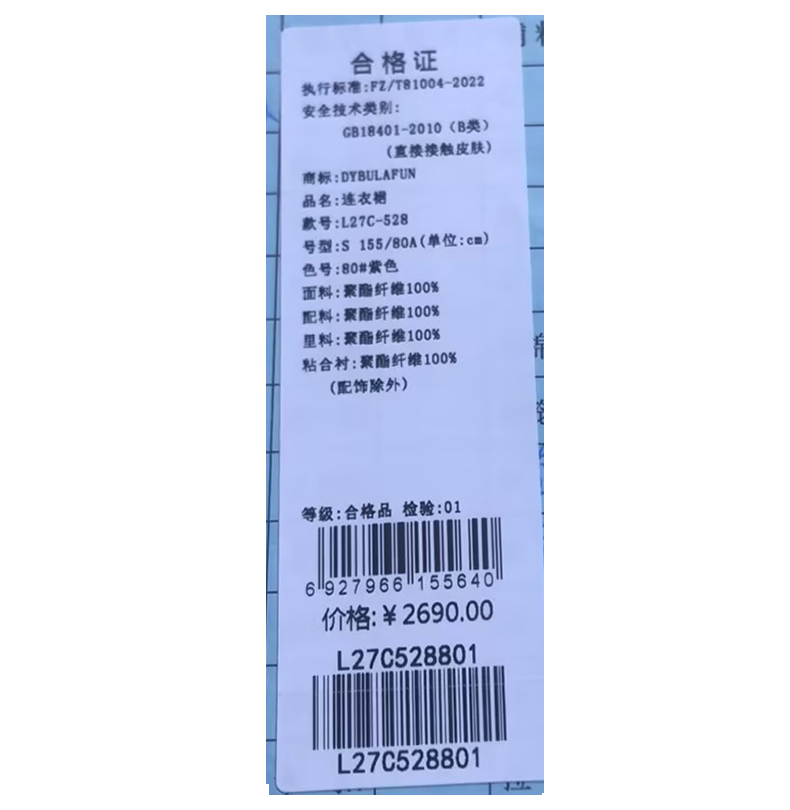 合格证
执行标准:FZ/T81004-2022
安全技术类别:
GB18401-2010（B类）
(直接接触皮肤)
商标:DYBULAFUN
品名:连衣裙
款号:L27C-528
号型:S 155/80A(单位:cm)
色号:80#紫色
面料:聚酯纤维100%
配料:聚酯纤维100%
里料:聚酯纤维100%
粘合衬:聚酯纤维100%
(配饰除外)
等级:合格品 检验:01
6 927966 155640
价格:¥2690.00
L27C528801
L27C528801